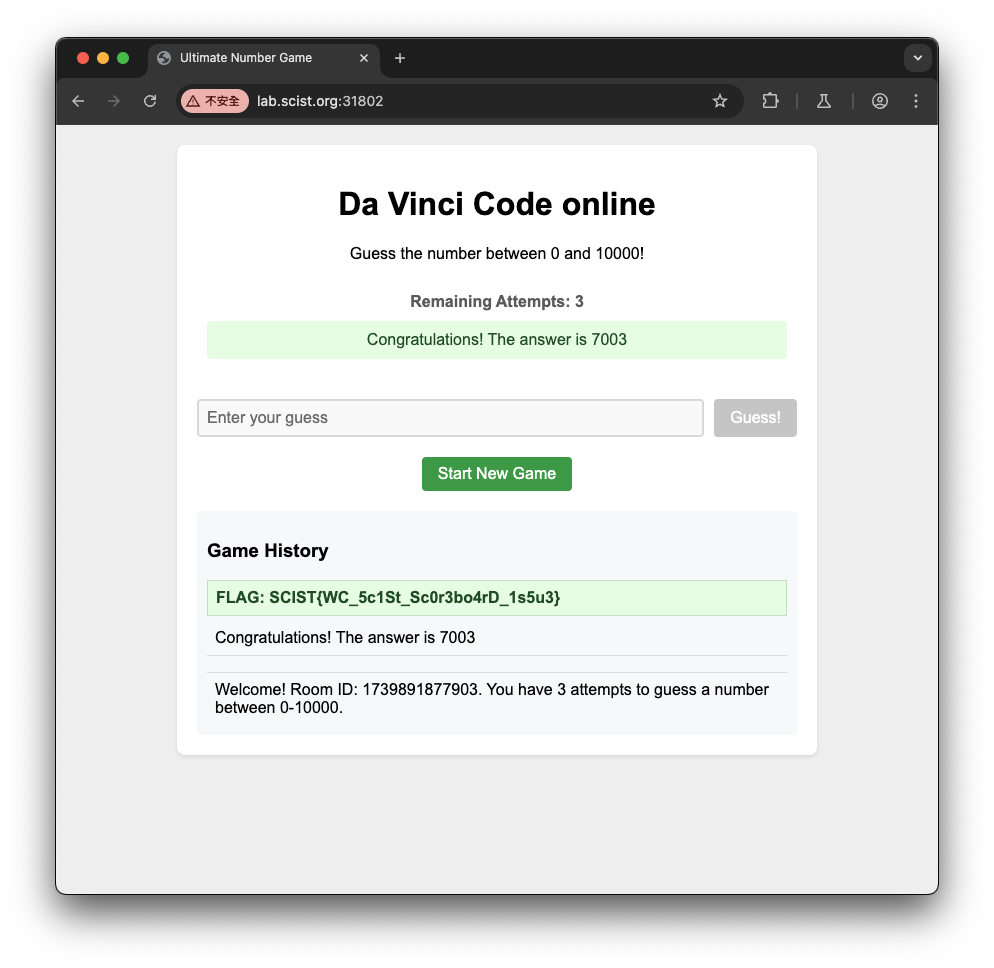 Ultimate Number Game
不安全
lab.scist.org:31802
Da Vinci Code online
Guess the number between 0 and 10000!
Remaining Attempts: 3
Congratulations! The answer is 7003
Enter your guess
Guess!
Start New Game
Game History
FLAG: SCIST{WC_5c1St_Sc0r3bo4rD_1s5u3}
Congratulations! The answer is 7003
Welcome! Room ID: 1739891877903. You have 3 attempts to guess a number
between 0-10000.